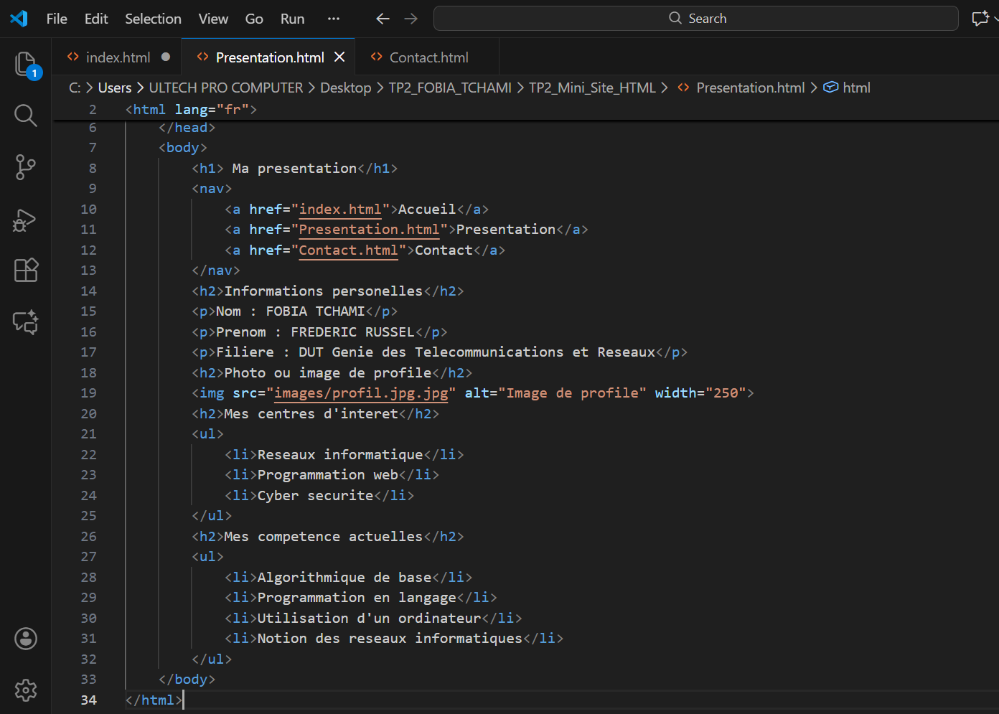 File Edit Selection View Go Run ··· Search
index.html Presentation.html Contact.html
1
C: > Users > ULTECH PRO COMPUTER > Desktop > TP2_FOBIA_TCHAMI > TP2_Mini_Site_HTML > <> Presentation.html > html
2 <html lang="fr">
6 </head>
7 <body>
8 <h1> Ma presentation</h1>
9 <nav>
10 <a href="index.html">Accueil</a>
11 <a href="Presentation.html">Presentation</a>
12 <a href="Contact.html">Contact</a>
13 </nav>
14 <h2>Informations personelles</h2>
15 <p>Nom : FOBIA TCHAMI</p>
16 <p>Prenom : FREDERIC RUSSEL</p>
17 <p>Filiere : DUT Genie des Telecommunications et Reseaux</p>
18 <h2>Photo ou image de profile</h2>
19 <img src="images/profil.jpg.jpg" alt="Image de profile" width="250">
20 <h2>Mes centres d'interet</h2>
21 <ul>
22 <li>Reseaux informatique</li>
23 <li>Programmation web</li>
24 <li>Cyber securite</li>
25 </ul>
26 <h2>Mes competence actuelles</h2>
27 <ul>
28 <li>Algorithmique de base</li>
29 <li>Programmation en langage</li>
30 <li>Utilisation d'un ordinateur</li>
31 <li>Notion des reseaux informatiques</li>
32 </ul>
33 </body>
34 </html>